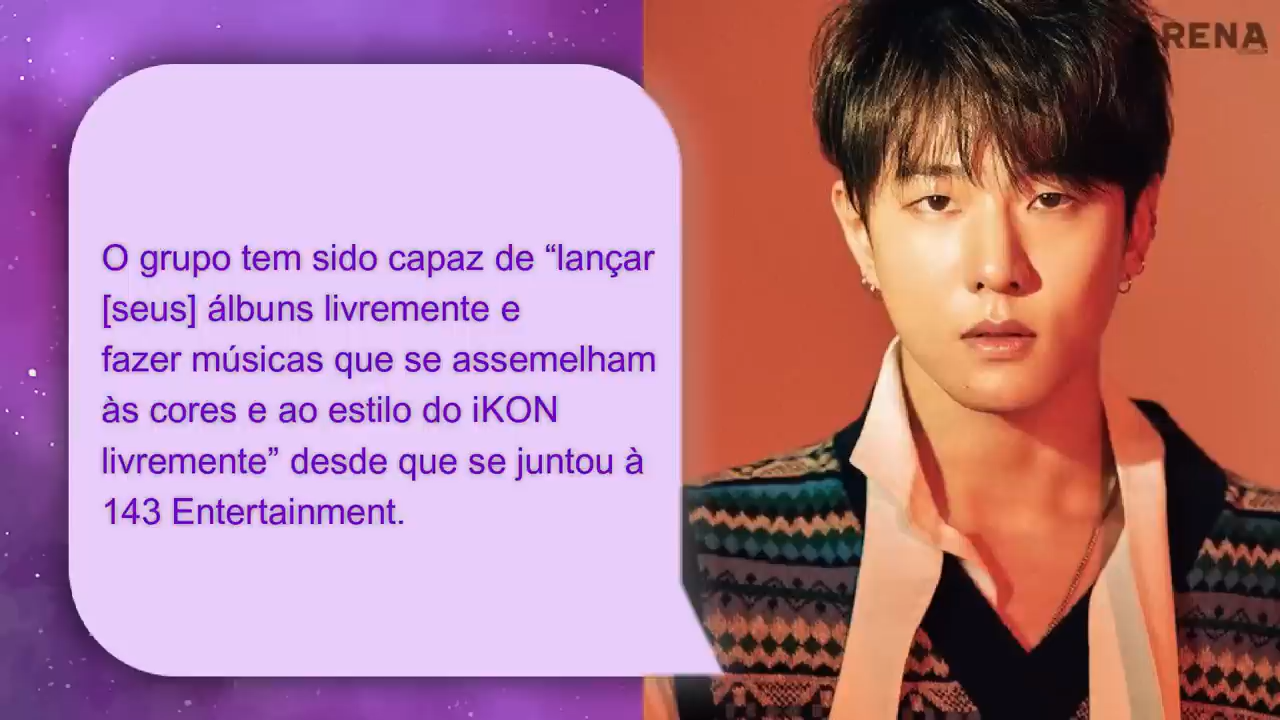 RENA
O grupo tem sido capaz de “lançar
[seus] álbuns livremente e
fazer músicas que se assemelham
às cores e ao estilo do iKON
livremente” desde que se juntou à
143 Entertainment.